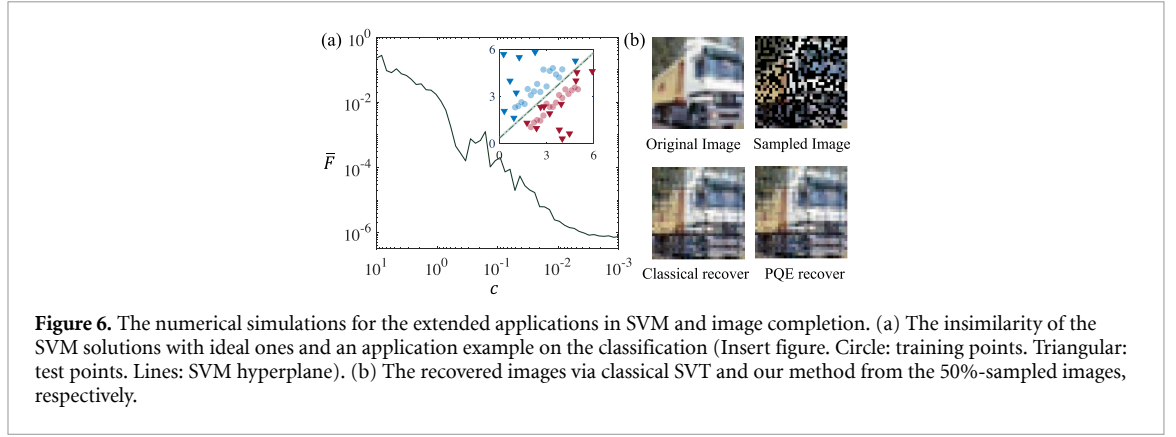 (a)
10^0
10^-2
10^-4
10^-6
F̅
10^1 10^0 10^-1 10^-2 10^-3
c
6
3
0
0 3 6
(b)
Original Image Sampled Image
Classical recover PQE recover
Figure 6. The numerical simulations for the extended applications in SVM and image completion. (a) The insimilarity of the
SVM solutions with ideal ones and an application example on the classification (Insert figure. Circle: training points. Triangular:
test points. Lines: SVM hyperplane). (b) The recovered images via classical SVT and our method from the 50%-sampled images,
respectively.